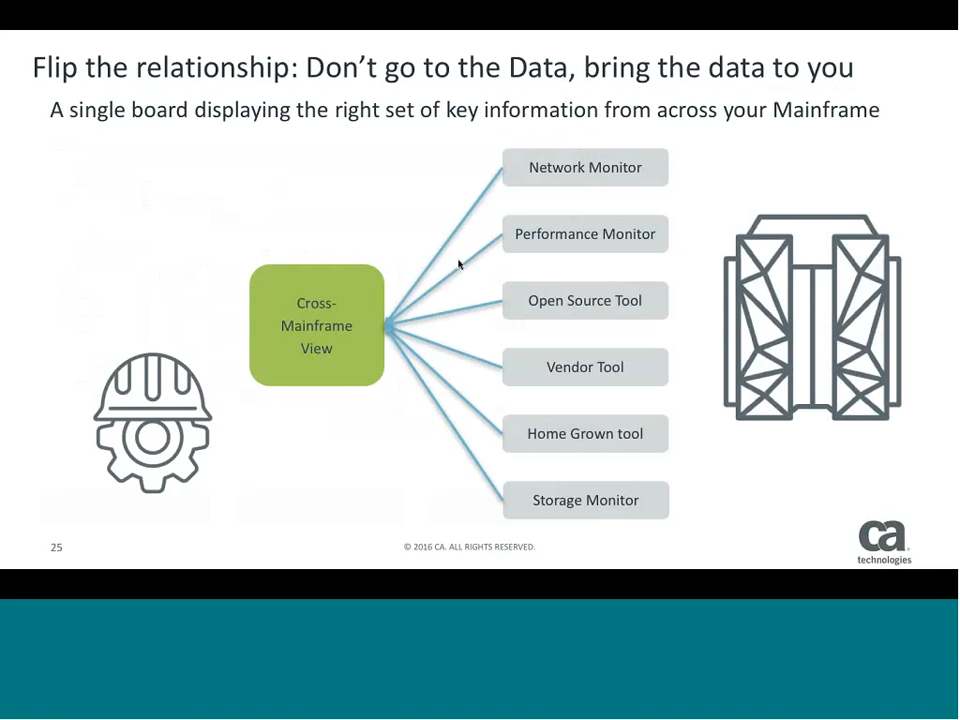 Flip the relationship: Don’t go to the Data, bring the data to you
A single board displaying the right set of key information from across your Mainframe
Network Monitor
Performance Monitor
Open Source Tool
Cross-
Mainframe
View
Vendor Tool
Home Grown tool
Storage Monitor
25
© 2016 CA. ALL RIGHTS RESERVED.
ca
technologies